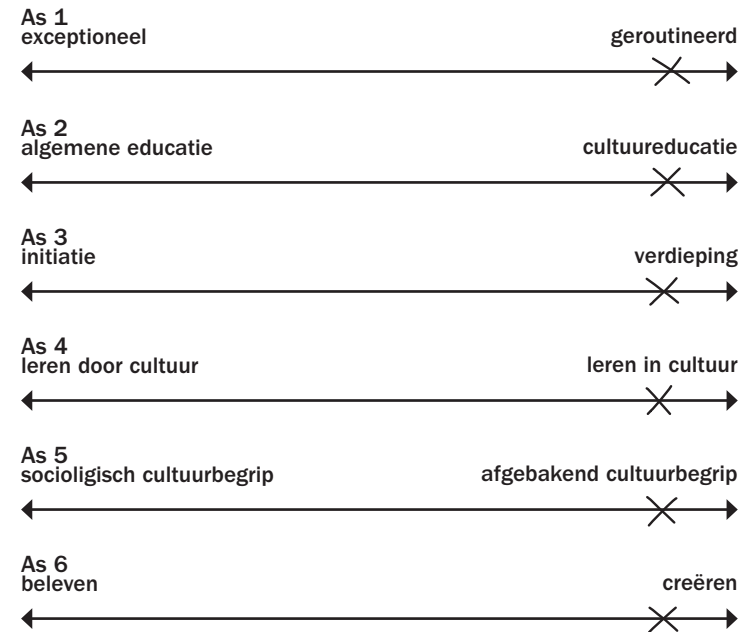 As 1
exceptioneel geroutineerd
As 2
algemene educatie cultuureducatie
As 3
initiatie verdieping
As 4
leren door cultuur leren in cultuur
As 5
socioligisch cultuurbegrip afgebakend cultuurbegrip
As 6
beleven creëren